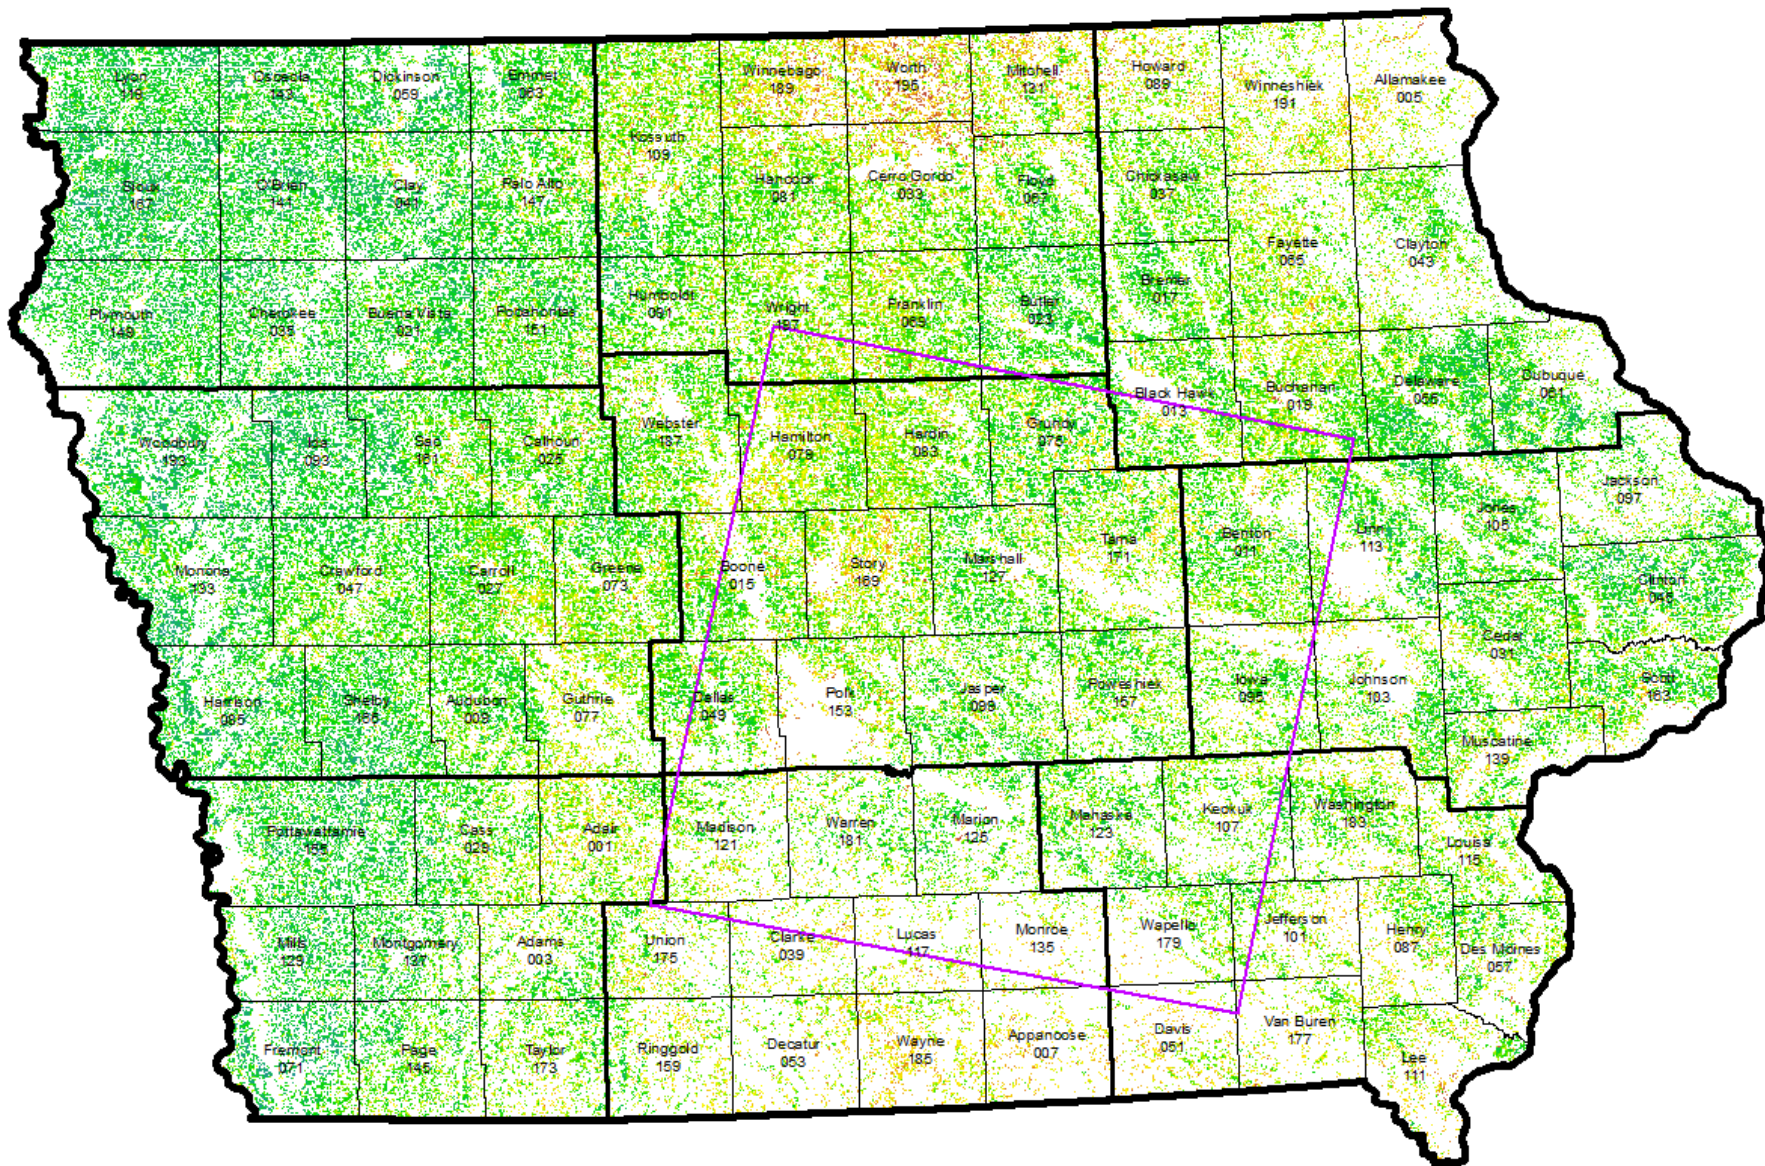 Lyon
119
Osceola
143
Dickinson
059
Emmet
063
Winnebago
189
Worth
195
Mitchell
131
Howard
089
Winneshiek
191
Allamakee
005
Kossuth
109
Sioux
167
O'Brien
141
Clay
041
Palo Alto
147
Hancock
081
Cerro Gordo
033
Floyd
067
Chickasaw
037
Fayette
065
Clayton
043
Plymouth
149
Cherokee
035
Buena Vista
021
Pocahontas
151
Humboldt
091
Wright
197
Franklin
069
Butler
023
Bremer
017
Woodbury
193
Ida
093
Sac
161
Calhoun
025
Webster
187
Hamilton
079
Hardin
083
Grundy
075
Black Hawk
013
Buchanan
019
Delaware
055
Dubuque
061
Jackson
097
Monona
133
Crawford
047
Carroll
027
Greene
073
Boone
015
Story
169
Marshall
127
Tama
171
Benton
011
Linn
113
Jones
105
Clinton
045
Harrison
085
Shelby
165
Audubon
009
Guthrie
077
Dallas
049
Polk
153
Jasper
099
Poweshiek
157
Iowa
095
Johnson
103
Cedar
031
Scott
163
Muscatine
139
Pottawattamie
155
Cass
029
Adair
001
Madison
121
Warren
181
Marion
125
Mahaska
123
Keokuk
107
Washington
183
Louisa
115
Mills
129
Montgomery
137
Adams
003
Union
175
Clarke
039
Lucas
117
Monroe
135
Wapello
179
Jefferson
101
Henry
087
Des Moines
057
Fremont
071
Page
145
Taylor
173
Ringgold
159
Decatur
053
Wayne
185
Appanoose
007
Davis
051
Van Buren
177
Lee
111